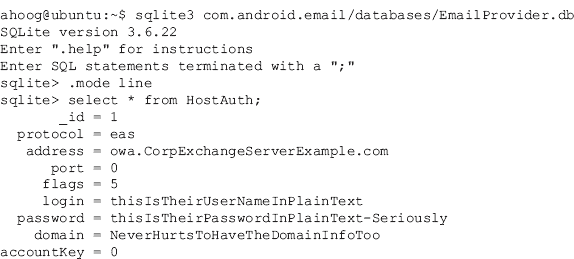 ahoog@ubuntu:~$ sqlite3 com.android.email/databases/EmailProvider.db
SQLite version 3.6.22
Enter ".help" for instructions
Enter SQL statements terminated with a ";"
sqlite> .mode line
sqlite> select * from HostAuth;
_id = 1
protocol = eas
address = owa.CorpExchangeServerExample.com
port = 0
flags = 5
login = thisIsTheirUserNameInPlainText
password = thisIsTheirPasswordInPlainText-Seriously
domain = NeverHurtsToHaveTheDomainInfoToo
accountKey = 0